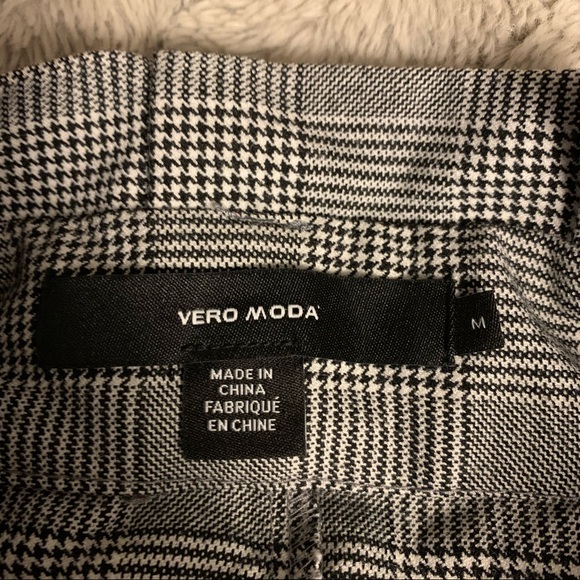 VERO MODA
M
MADE IN
CHINA
FABRIQUÉ
EN CHINE